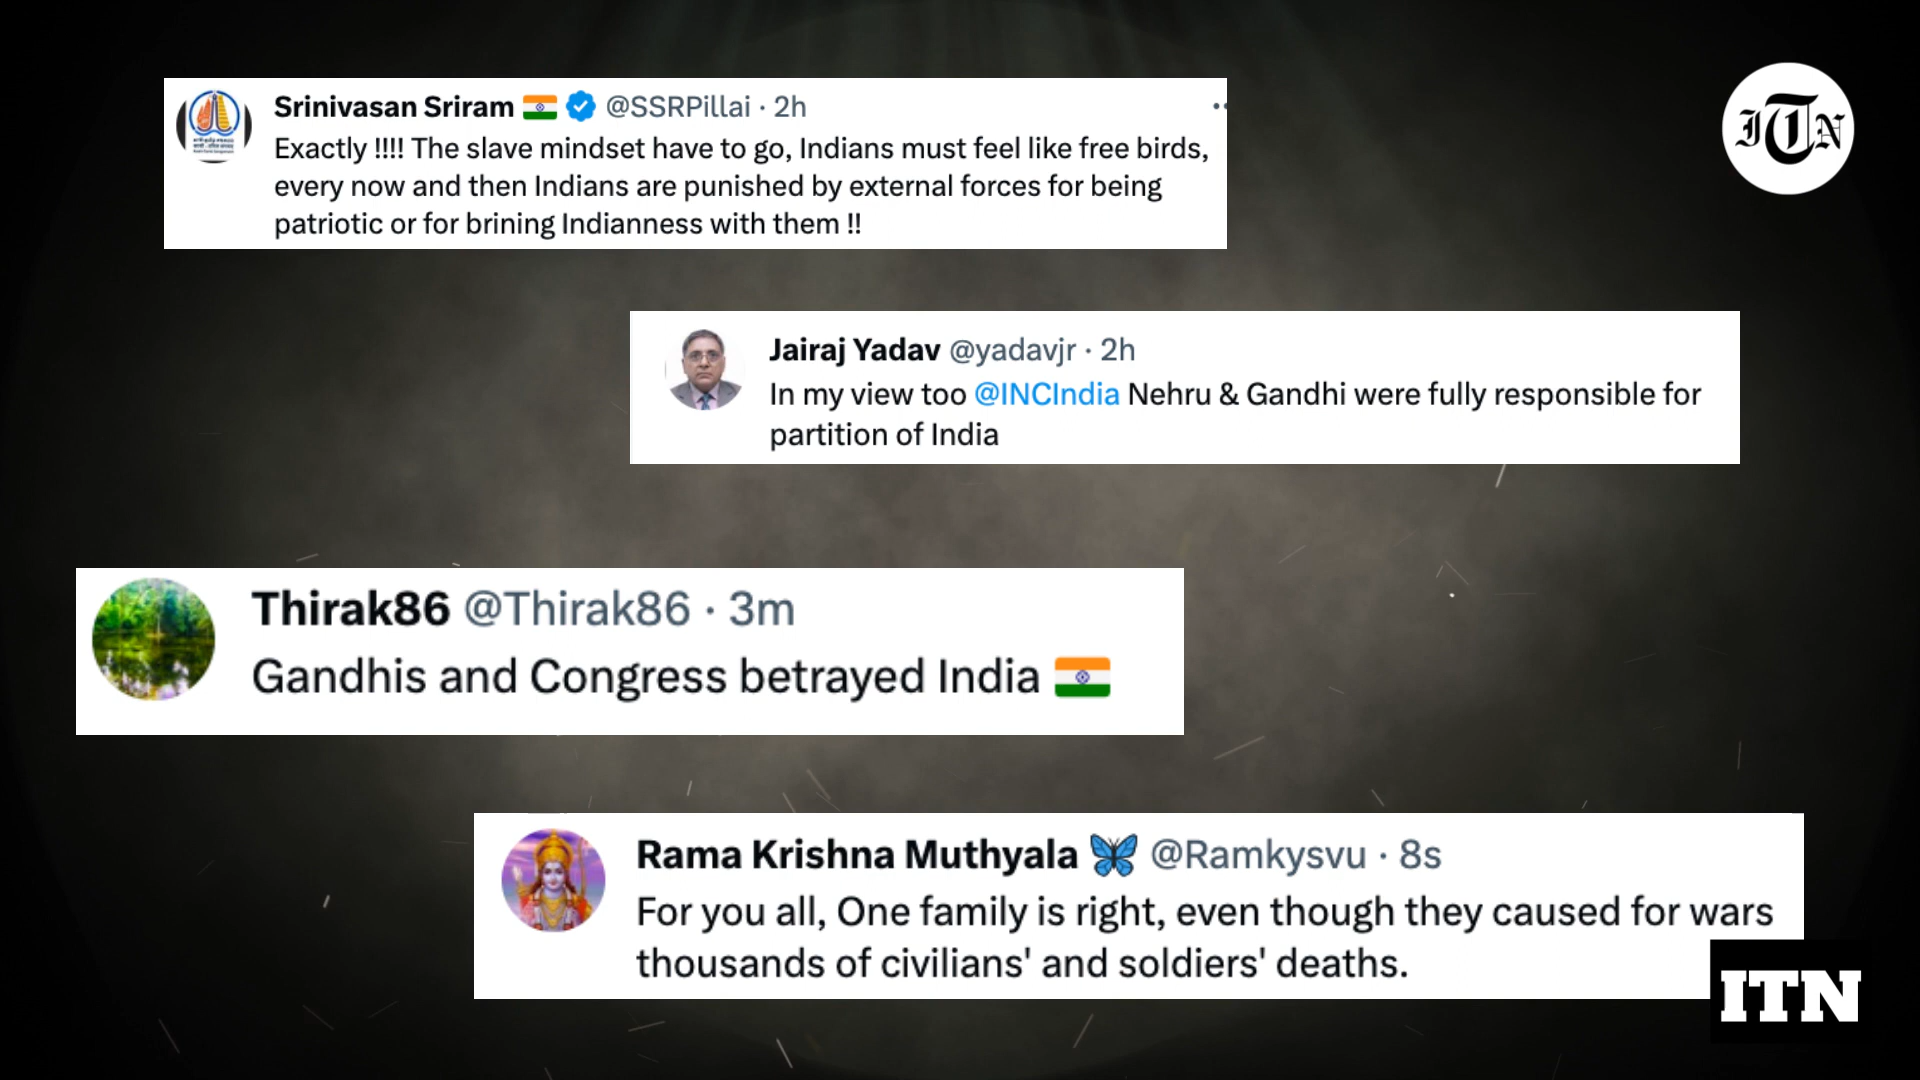 Srinivasan Sriram 🇮🇳 @SSRPillai · 2h
Exactly !!!! The slave mindset have to go, Indians must feel like free birds,
every now and then Indians are punished by external forces for being
patriotic or for brining Indianness with them !!
ITN
Jairaj Yadav @yadavjr · 2h
In my view too @INCIndia Nehru & Gandhi were fully responsible for
partition of India
Thirak86 @Thirak86 · 3m
Gandhis and Congress betrayed India 🇮🇳
Rama Krishna Muthyala 🦋 @Ramkysvu · 8s
For you all, One family is right, even though they caused for wars
thousands of civilians' and soldiers' deaths.
ITN